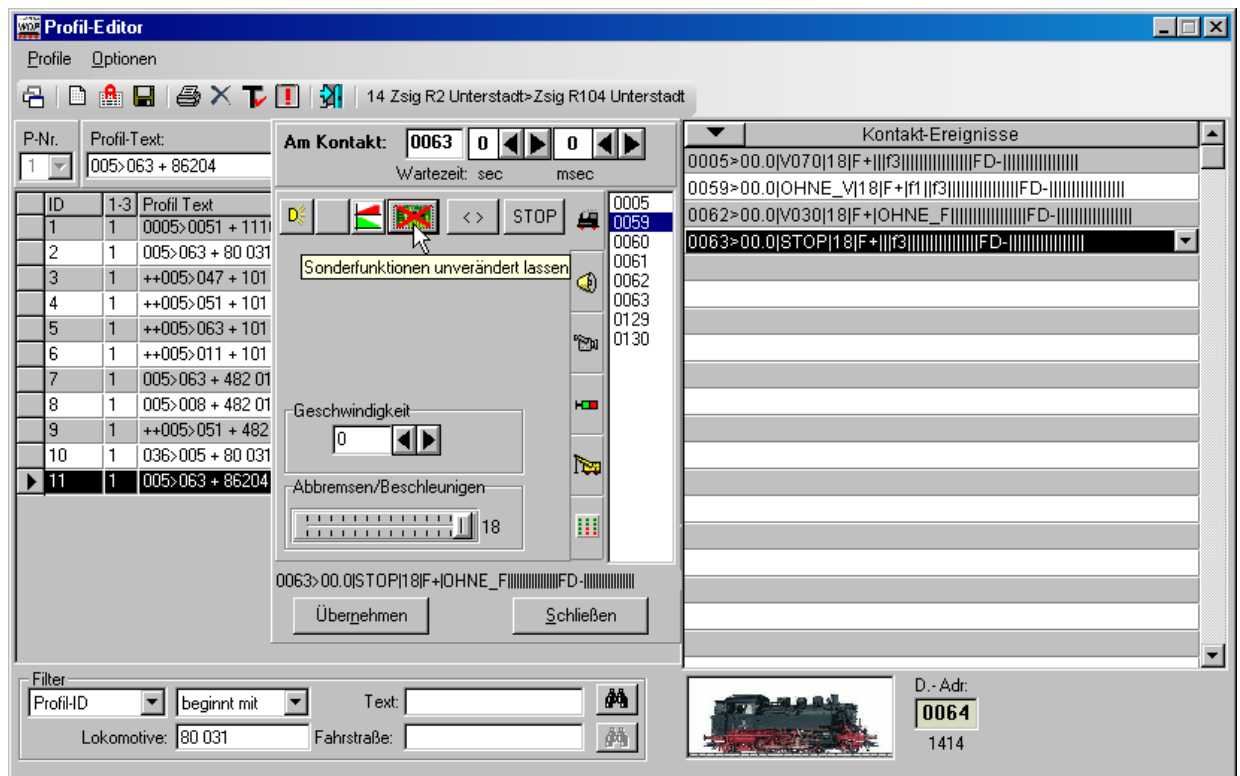 Profil-Editor
Profile Optionen
14 Zsig R2 Unterstadt>Zsig R104 Unterstadt
P-Nr. Profil-Text:
1 005>063 + 86204
ID 1-3 Profil Text
1 1 0005>0051 + 111
2 1 005>063 + 80 031
3 1 ++005>047 + 101
4 1 ++005>051 + 101
5 1 ++005>063 + 101
6 1 ++005>011 + 101
7 1 005>063 + 482 01
8 1 005>008 + 482 01
9 1 ++005>051 + 482
10 1 036>005 + 80 031
11 1 005>063 + 86204
Am Kontakt: 0063 0 0
Wartezeit: sec msec
<> STOP
Sonderfunktionen unverändert lassen
0005
0059
0060
0061
0062
0063
0129
0130
Geschwindigkeit
0
Abbremsen/Beschleunigen
18
0063>00.0|STOP|18|F+|OHNE_F||||||||||||||||FD-||||||||||||||||
Übernehmen Schließen
Kontakt-Ereignisse
0005>00.0|V070|18|F+|||f3||||||||||||||||FD-||||||||||||||||
0059>00.0|OHNE_V|18|F+|f1||f3||||||||||||||||FD-||||||||||||||||
0062>00.0|V030|18|F+|OHNE_F||||||||||||||||FD-||||||||||||||||
0063>00.0|STOP|18|F+|||f3||||||||||||||||FD-||||||||||||||||
Filter
Profil-ID beginnt mit Text:
Lokomotive: 80 031 Fahrstraße:
D.- Adr:
0064
1414